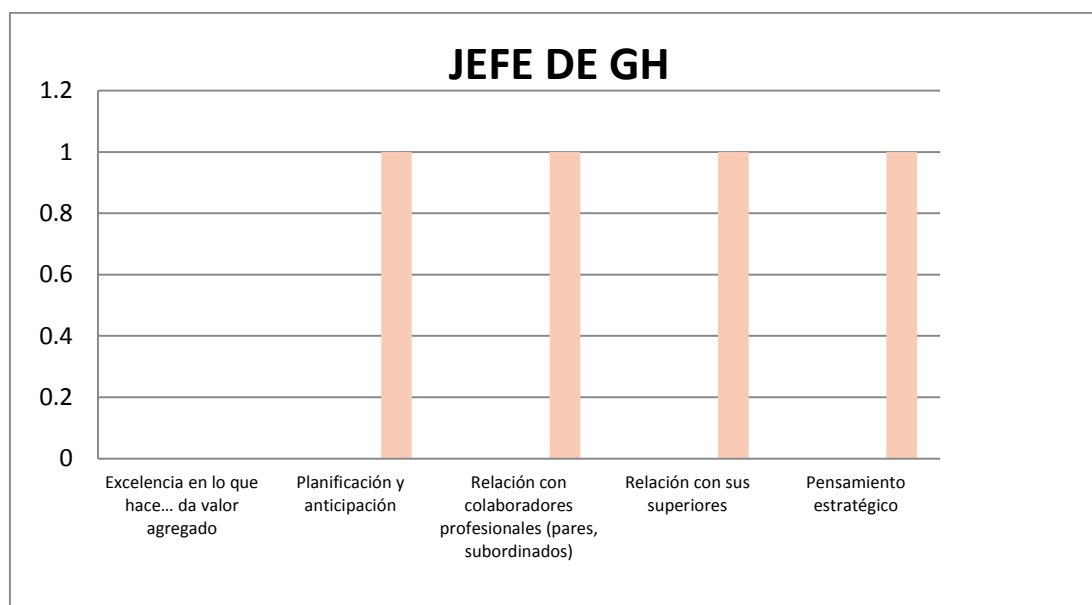 JEFE DE GH
1.2
1
0.8
0.6
0.4
0.2
0
Excelencia en lo que
hace... da valor
agregado
Planificación y
anticipación
Relación con
colaboradores
profesionales (pares,
subordinados)
Relación con sus
superiores
Pensamiento
estratégico